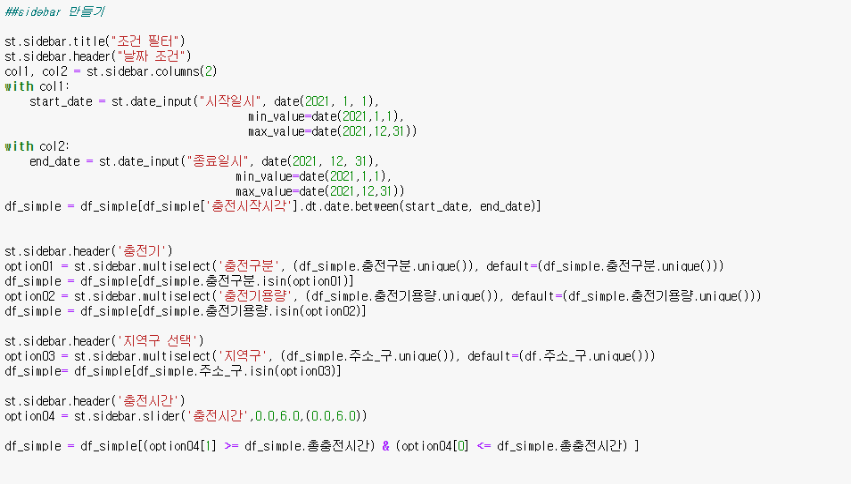 ##sidebar 만들기
st.sidebar.title("조건 필터")
st.sidebar.header("날짜 조건")
col1, col2 = st.sidebar.columns(2)
with col1:
    start_date = st.date_input("시작일시", date(2021, 1, 1),
                                       min_value=date(2021,1,1),
                                       max_value=date(2021,12,31))
with col2:
    end_date = st.date_input("종료일시", date(2021, 12, 31),
                                     min_value=date(2021,1,1),
                                     max_value=date(2021,12,31))
df_simple = df_simple[df_simple['충전시작시각'].dt.date.between(start_date, end_date)]
st.sidebar.header('충전기')
option01 = st.sidebar.multiselect('충전구분', (df_simple.충전구분.unique()), default=(df_simple.충전구분.unique()))
df_simple = df_simple[df_simple.충전구분.isin(option01)]
option02 = st.sidebar.multiselect('충전기용량', (df_simple.충전기용량.unique()), default=(df_simple.충전기용량.unique()))
df_simple = df_simple[df_simple.충전기용량.isin(option02)]
st.sidebar.header('지역구 선택')
option03 = st.sidebar.multiselect('지역구', (df_simple.주소_구.unique()), default=(df.주소_구.unique()))
df_simple= df_simple[df_simple.주소_구.isin(option03)]
st.sidebar.header('충전시간')
option04 = st.sidebar.slider('충전시간',0.0,6.0,(0.0,6.0))
df_simple = df_simple[(option04[1] >= df_simple.총충전시간) & (option04[0] <= df_simple.총충전시간) ]